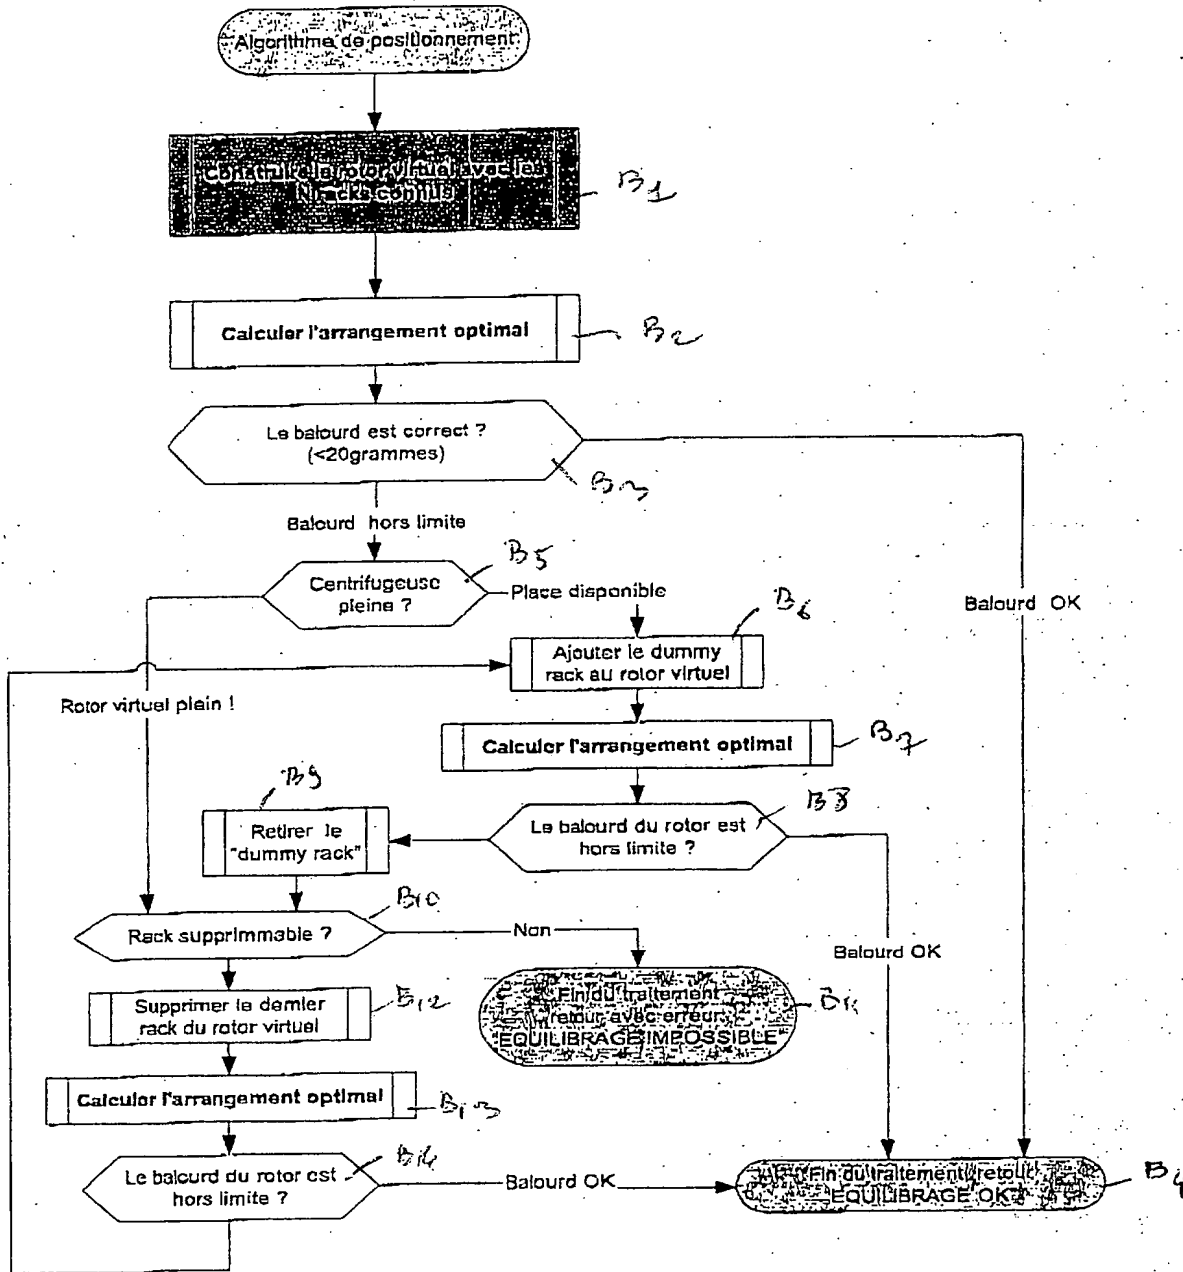 Algorithme de positionnement
Construire le rotor virtuel avec les
N racks connus
B1
Calculer l'arrangement optimal
B2
Le balourd est correct ?
(<20grammes)
B3
Balourd hors limite
B5
Centrifugeuse
pleine ?
Place disponible
B6
Balourd OK
Ajouter le dummy
rack au rotor virtuel
Rotor virtuel plein !
Calculer l'arrangement optimal
B7
B9
B8
Retirer le
"dummy rack"
Le balourd du rotor est
hors limite ?
B10
Rack supprimmable ?
Non
Balourd OK
Supprimer le dernier
rack du rotor virtuel
B12
Fin du traitement
retour avec erreur
EQUILIBRAGE IMPOSSIBLE
B11
Calculer l'arrangement optimal
B13
Le balourd du rotor est
hors limite ?
B14
Balourd OK
Fin du traitement, retour
EQUILIBRAGE OK
B4